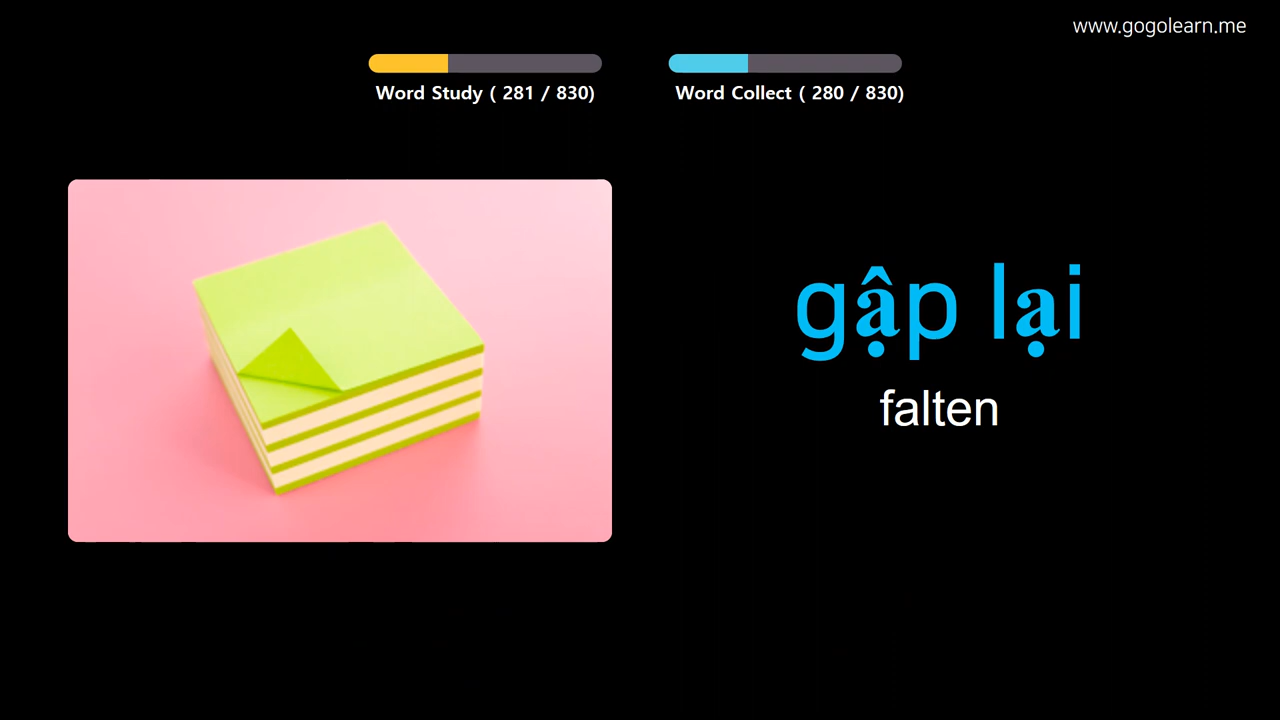 www.gogolearn.me
Word Study ( 281 / 830)
Word Collect ( 280 / 830)
gập lại
falten